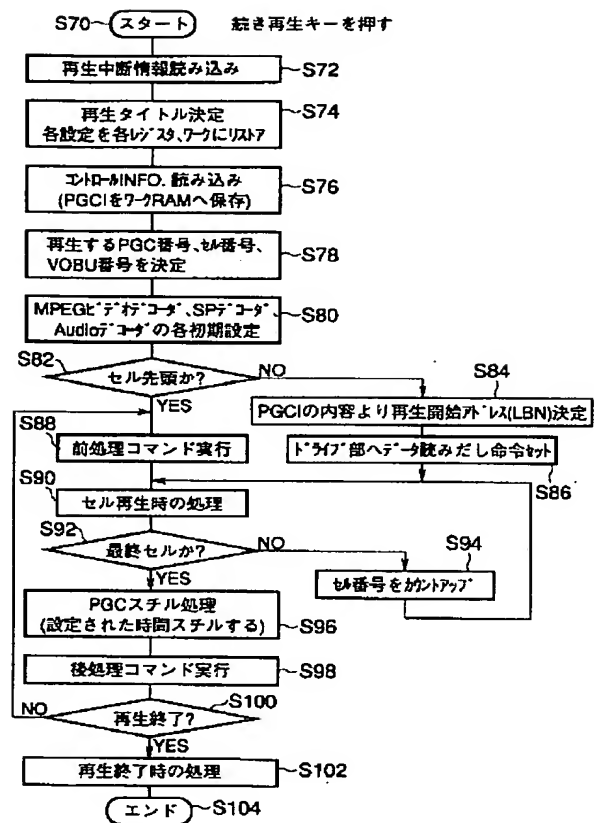 S70 スタート 続き再生キーを押す
再生中断情報読み込み S72
再生タイトル決定
各設定を各レジスタ、ワークにリストア
S74
コントロールINFO. 読み込み
(PGCIをワークRAMへ保存)
S76
再生するPGC番号、セル番号、
VOBU番号を決定
S78
MPEGビデオデコーダ、SPデコーダ、
Audioデコーダの各初期設定
S80
S82 セル先頭か? NO
YES
S84
PGCIの内容より再生開始アドレス(LBN)決定
ドライブ部へデータ読みだし命令セット
S86
S88
前処理コマンド実行
S90
セル再生時の処理
S92
最終セルか? NO
YES
S94
セル番号をカウントアップ
PGCスチル処理
(設定された時間スチルする)
S96
後処理コマンド実行 S98
S100
NO 再生終了?
YES
再生終了時の処理 S102
エンド S104